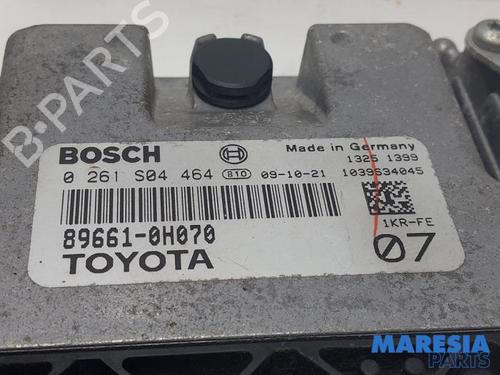 B-PARTS
BOSCH
Made in Germany
1325 1399
0 261 S04 464 810 09-10-21 1039S34045
89661-0H070
1KR-FE
TOYOTA
07
MARESIA
PARTS